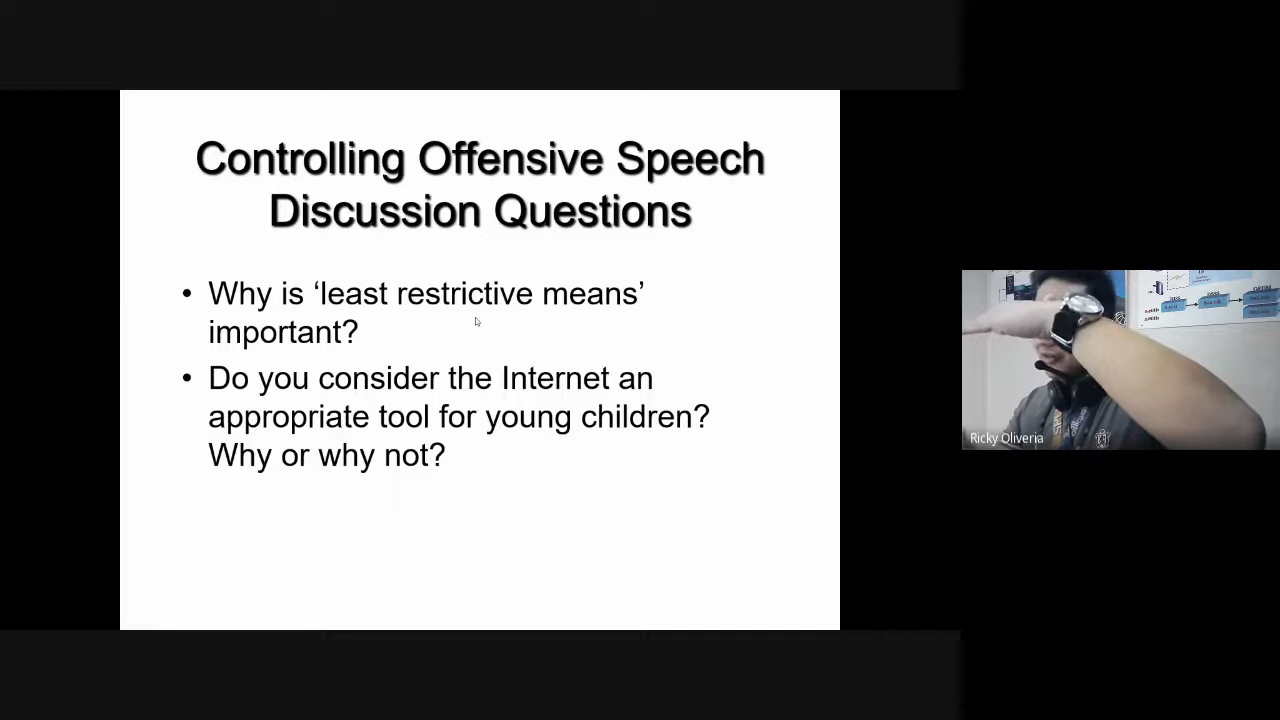 Controlling Offensive Speech
Discussion Questions
• Why is ‘least restrictive means’
important?
• Do you consider the Internet an
appropriate tool for young children?
Why or why not?
Ricky Oliveria